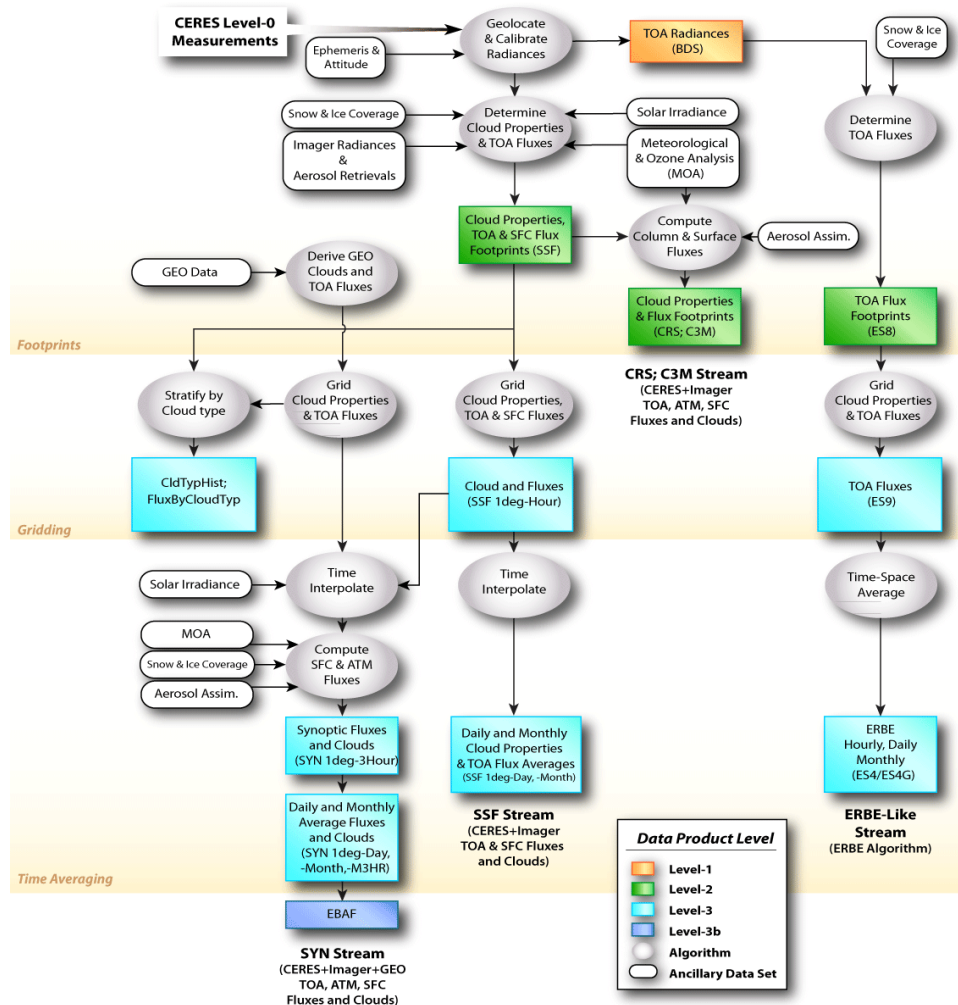 CERES Level-0
Measurements
Geolocate
& Calibrate
Radiances
TOA Radiances
(BDS)
Snow & Ice
Coverage
Ephemeris &
Attitude
Snow & Ice Coverage
Imager Radiances
&
Aerosol Retrievals
Determine
Cloud Properties
& TOA Fluxes
Solar Irradiance
Meteorological
& Ozone Analysis
(MOA)
Determine
TOA Fluxes
Cloud Properties,
TOA & SFC Flux
Footprints (SSF)
Compute
Column & Surface
Fluxes
Aerosol Assim.
GEO Data
Derive GEO
Clouds and
TOA Fluxes
Cloud Properties
& Flux Footprints
(CRS; C3M)
TOA Flux
Footprints
(ES8)
Footprints
CRS; C3M Stream
(CERES+Imager
TOA, ATM, SFC
Fluxes and Clouds)
Stratify by
Cloud type
Grid
Cloud Properties
& TOA Fluxes
Grid
Cloud Properties,
TOA & SFC Fluxes
Grid
Cloud Properties
& TOA Fluxes
CldTypHist;
FluxByCloudTyp
Cloud and Fluxes
(SSF 1deg-Hour)
TOA Fluxes
(ES9)
Gridding
Solar Irradiance
Time
Interpolate
Time
Interpolate
Time-Space
Average
MOA
Snow & Ice Coverage
Aerosol Assim.
Compute
SFC & ATM
Fluxes
Synoptic Fluxes
and Clouds
(SYN 1deg-3Hour)
Daily and Monthly
Cloud Properties
& TOA Flux Averages
(SSF 1deg-Day, -Month)
ERBE
Hourly, Daily
Monthly
(ES4/ES4G)
Daily and Monthly
Average Fluxes
and Clouds
(SYN 1deg-Day,
-Month,-M3HR)
SSF Stream
(CERES+Imager
TOA & SFC Fluxes
and Clouds)
ERBE-Like
Stream
(ERBE Algorithm)
Time Averaging
EBAF
SYN Stream
(CERES+Imager+GEO
TOA, ATM, SFC
Fluxes and Clouds)
Data Product Level
Level-1
Level-2
Level-3
Level-3b
Algorithm
Ancillary Data Set